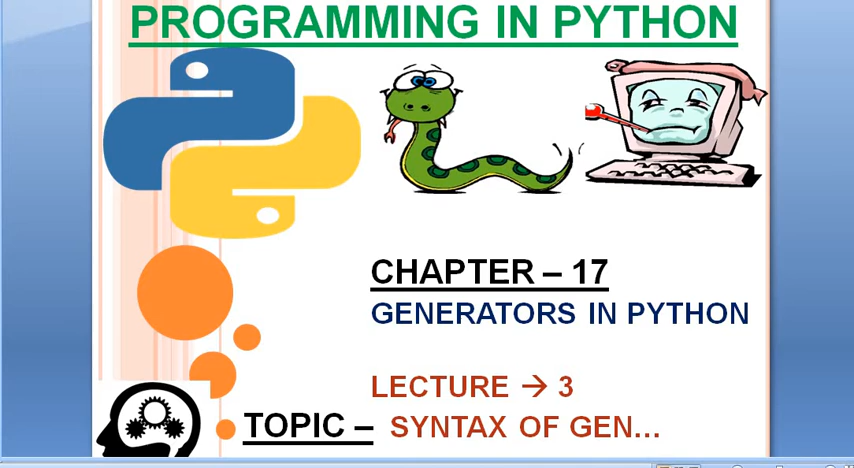 PROGRAMMING IN PYTHON
CHAPTER – 17
GENERATORS IN PYTHON
LECTURE → 3
TOPIC – SYNTAX OF GEN...